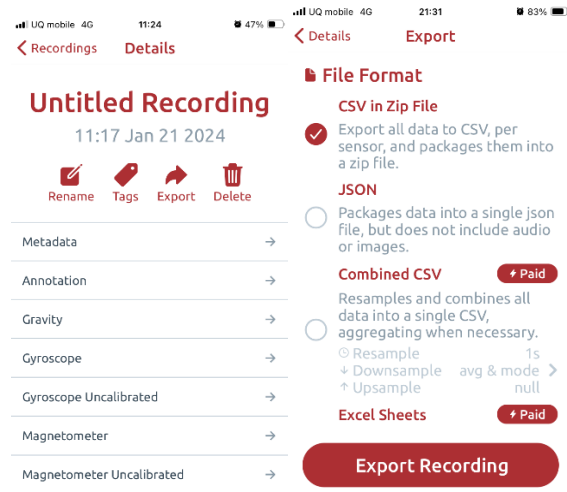 UQ mobile 4G 11:24 47%
Recordings Details
Untitled Recording
11:17 Jan 21 2024
Rename Tags Export Delete
Metadata
Annotation
Gravity
Gyroscope
Gyroscope Uncalibrated
Magnetometer
Magnetometer Uncalibrated
UQ mobile 4G 21:31 83%
Details Export
File Format
CSV in Zip File
Export all data to CSV, per
sensor, and packages them into
a zip file.
JSON
Packages data into a single json
file, but does not include audio
or images.
Combined CSV Paid
Resamples and combines all
data into a single CSV,
aggregating when necessary.
Resample 1s
Downsample avg & mode
Upsample null
Excel Sheets Paid
Export Recording